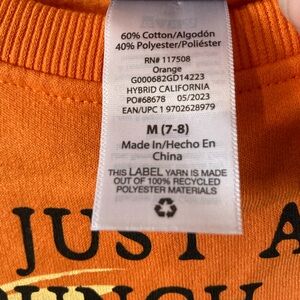 60% Cotton/Algodón
40% Polyester/Poliéster
RN# 117508
Orange
G000682GD14223
HYBRID CALIFORNIA
PO#68678 05/2023
EAN/UPC 1 9702628979
M (7-8)
Made In/Hecho En
China
THIS LABEL YARN IS MADE
OUT OF 100% RECYCLED
POLYESTER MATERIALS
JUST A